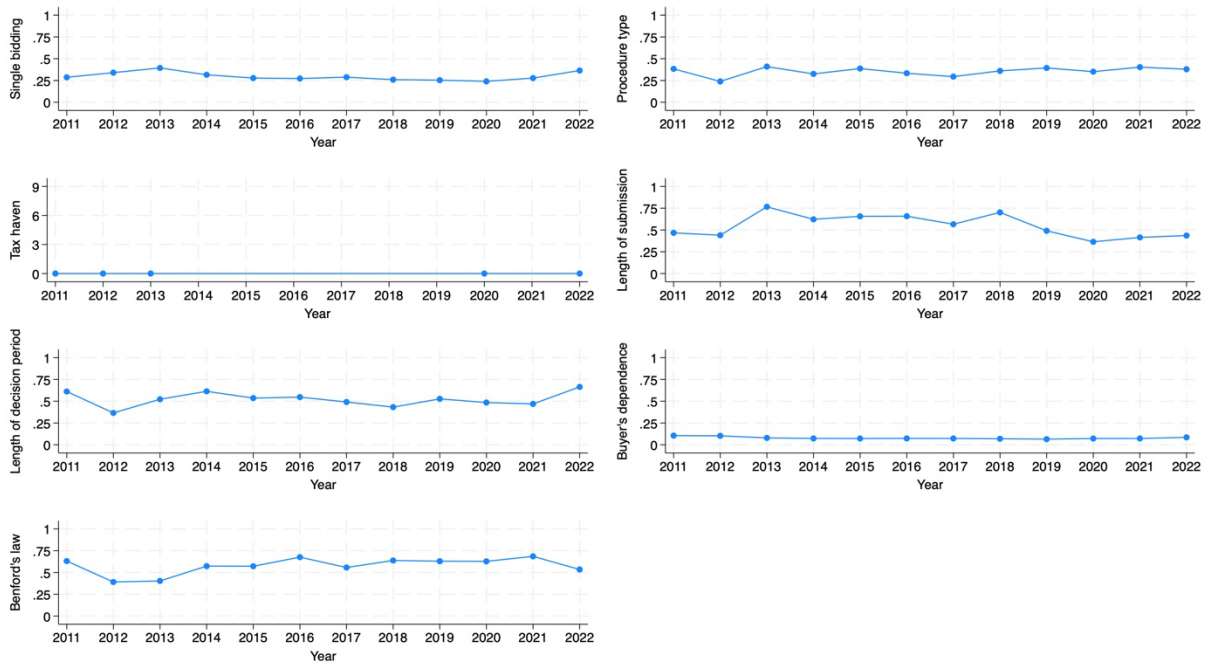 Single bidding
1
.75
.5
.25
0
2011 2012 2013 2014 2015 2016 2017 2018 2019 2020 2021 2022
Year
Procedure type
1
.75
.5
.25
0
2011 2012 2013 2014 2015 2016 2017 2018 2019 2020 2021 2022
Year
Tax haven
9
6
3
0
2011 2012 2013 2014 2015 2016 2017 2018 2019 2020 2021 2022
Year
Length of submission
1
.75
.5
.25
0
2011 2012 2013 2014 2015 2016 2017 2018 2019 2020 2021 2022
Year
Length of decision period
1
.75
.5
.25
0
2011 2012 2013 2014 2015 2016 2017 2018 2019 2020 2021 2022
Year
Buyer's dependence
1
.75
.5
.25
0
2011 2012 2013 2014 2015 2016 2017 2018 2019 2020 2021 2022
Year
Benford's law
1
.75
.5
.25
0
2011 2012 2013 2014 2015 2016 2017 2018 2019 2020 2021 2022
Year